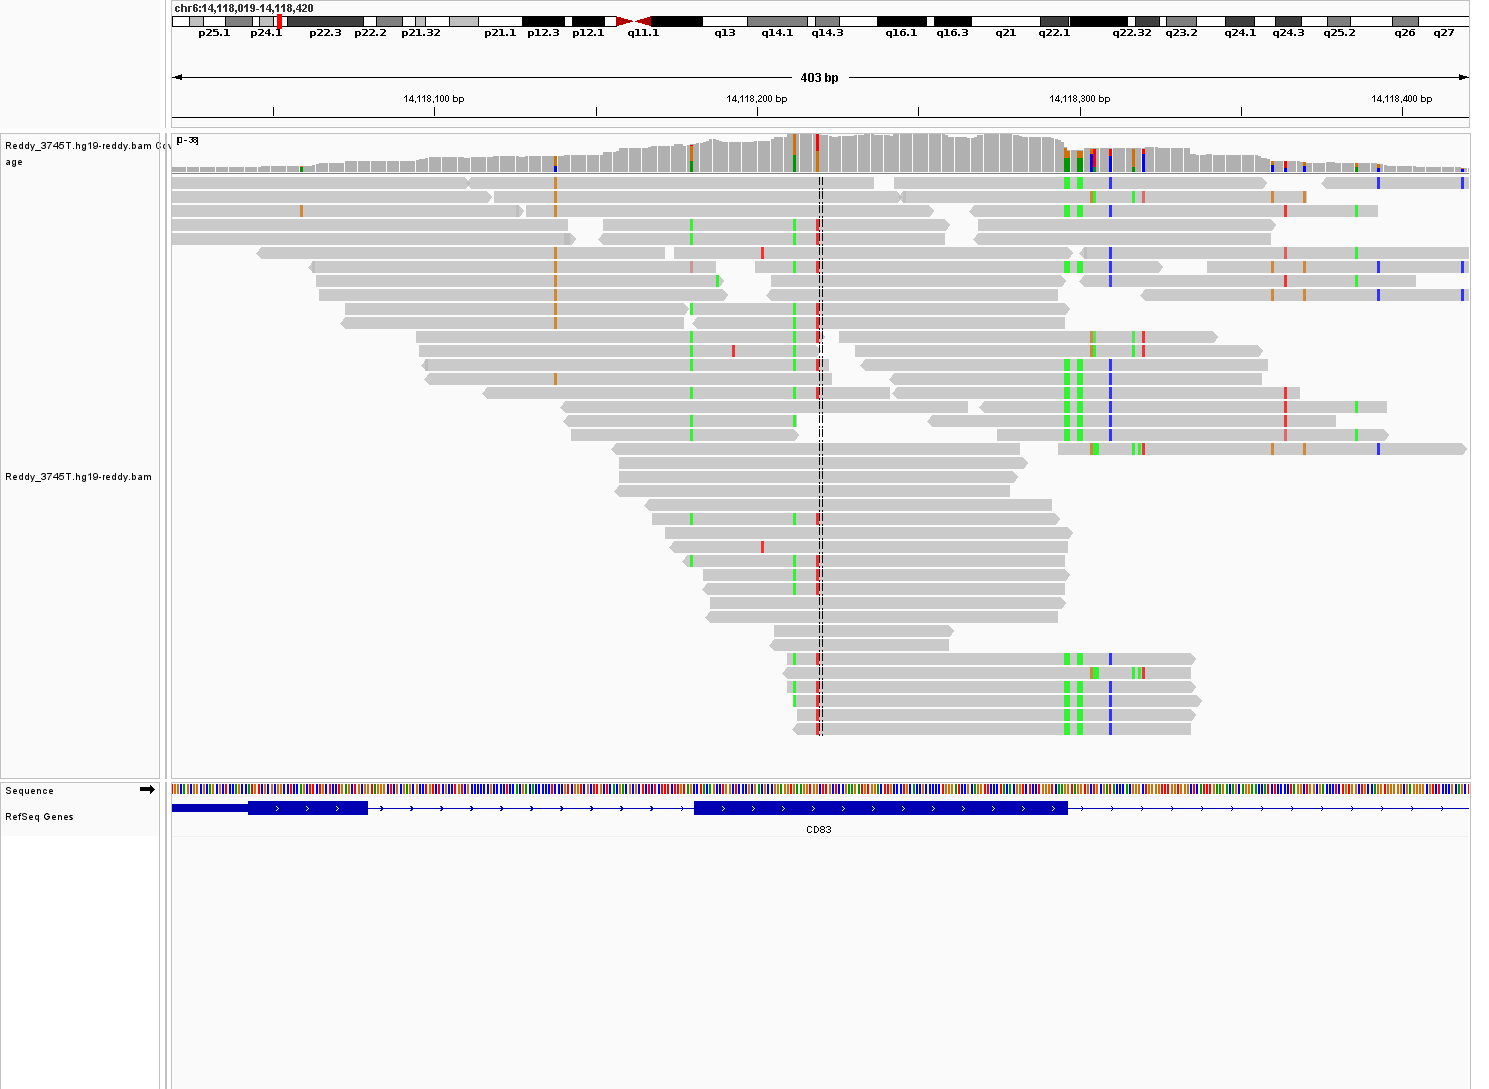 chr6:14,118,019-14,118,420
p25.1 p24.1 p22.3 p22.2 p21.32 p21.1 p12.3 p12.1 q11.1 q13 q14.1 q14.3 q16.1 q16.3 q21 q22.1 q22.32 q23.2 q24.1 q24.3 q25.2 q26 q27
403 bp
14,118,100 bp 14,118,200 bp 14,118,300 bp 14,118,400 bp
[0-38]
Reddy_3745T.hg19-reddy.bam Cov
age
Reddy_3745T.hg19-reddy.bam
Sequence
RefSeq Genes
CD83